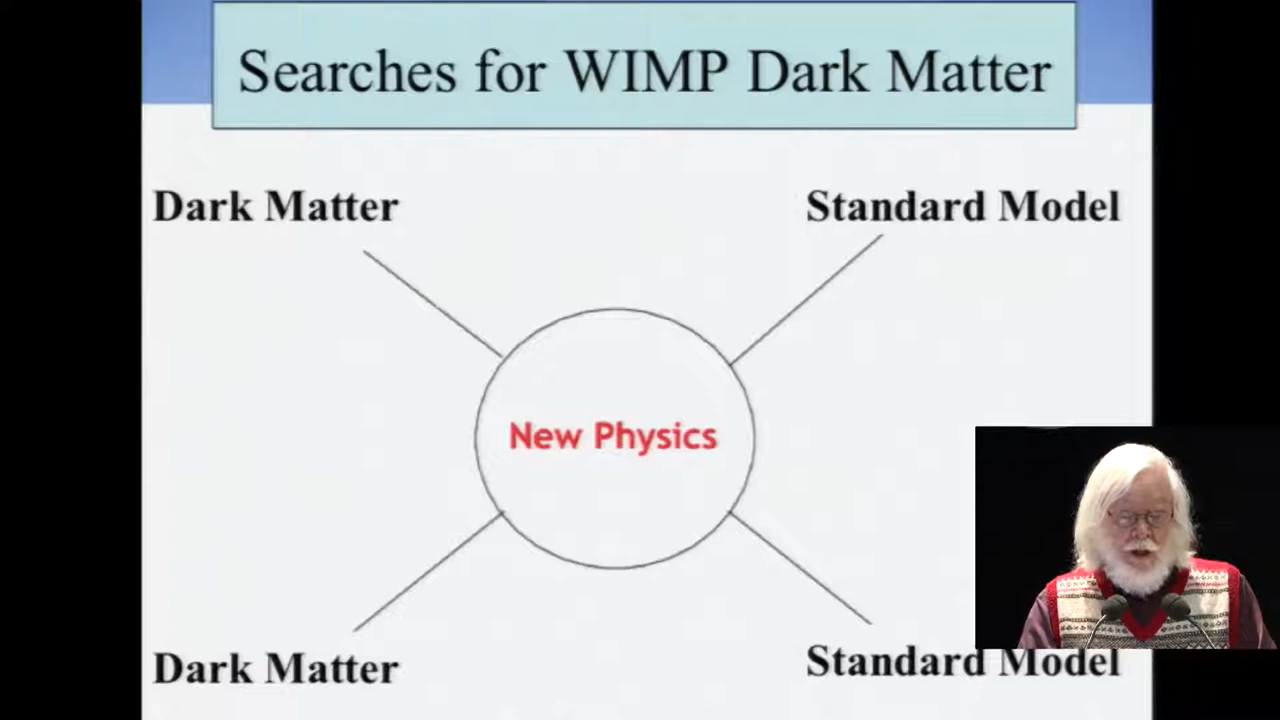 Searches for WIMP Dark Matter
Dark Matter
Standard Model
New Physics
Dark Matter
Standard Model